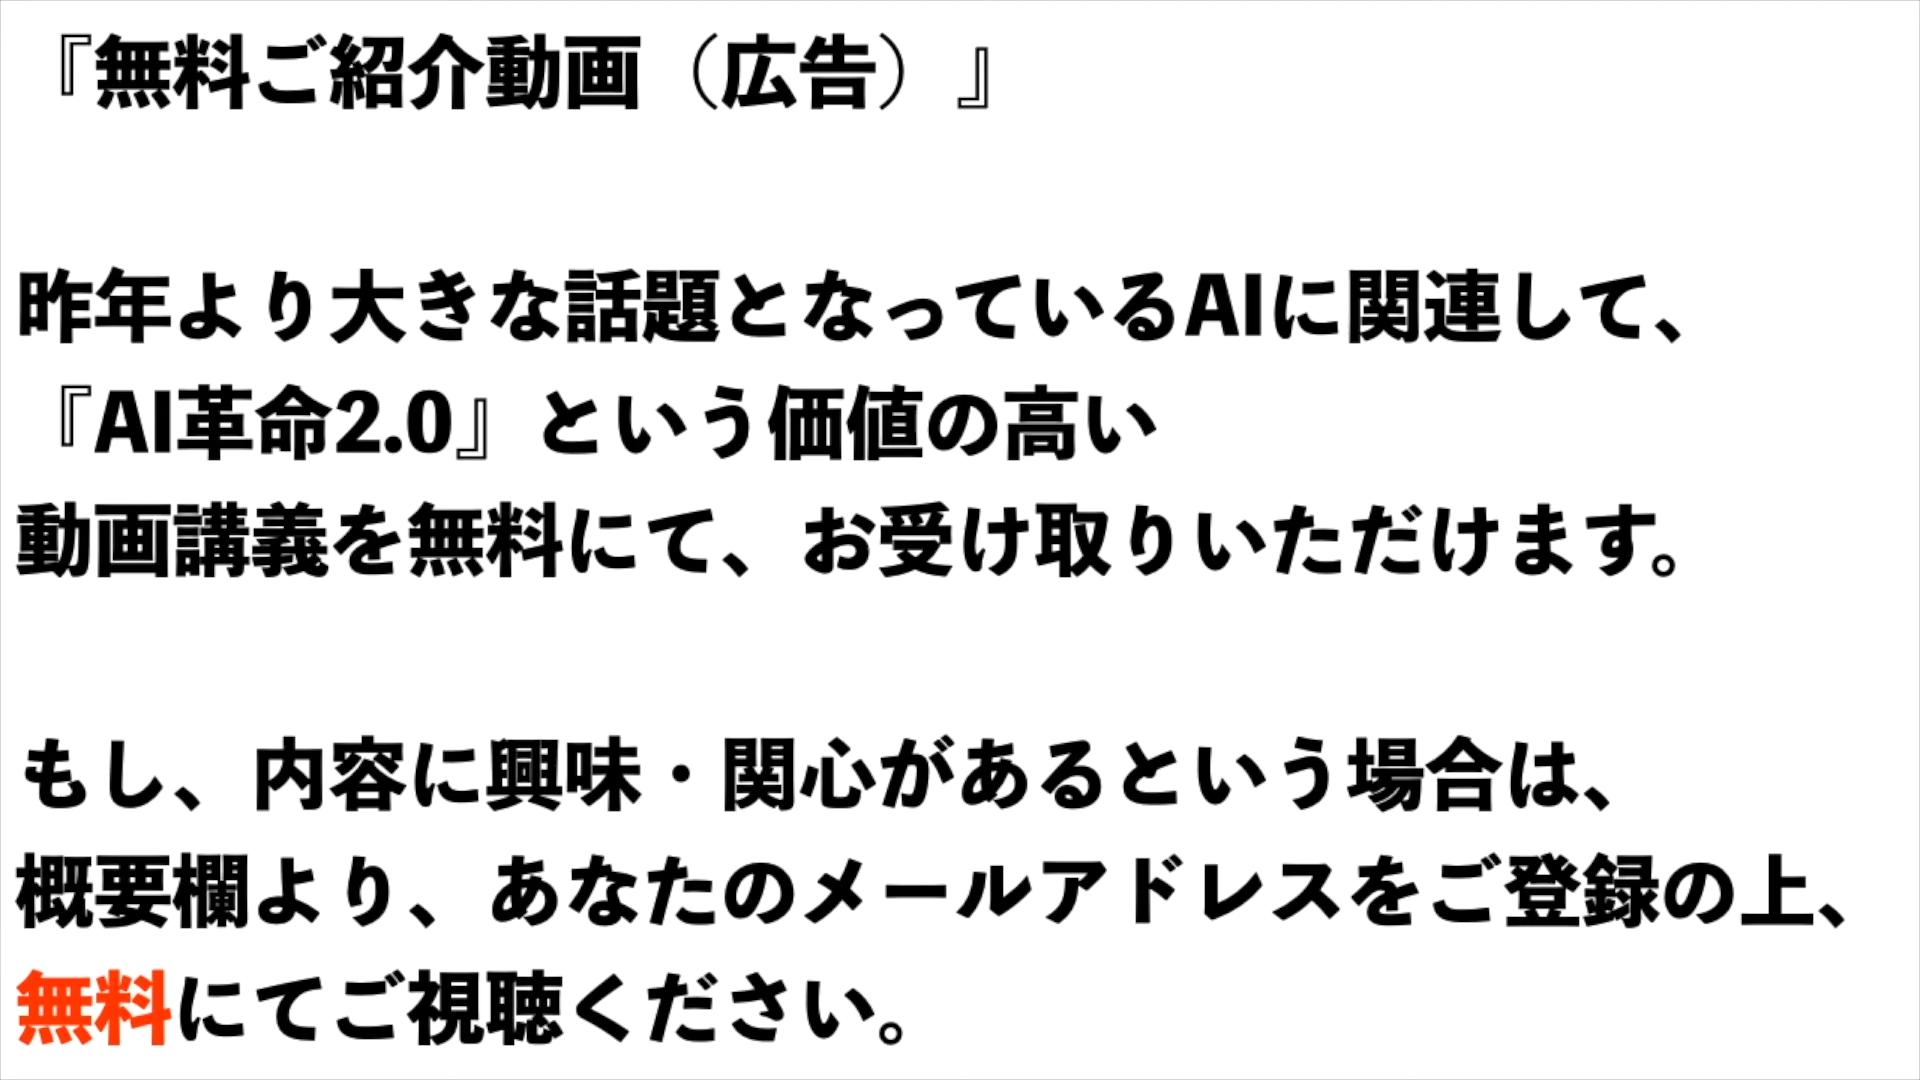 『無料ご紹介動画（広告）』
昨年より大きな話題となっているAIに関連して、
『AI革命2.0』という価値の高い
動画講義を無料にて、お受け取りいただけます。
もし、内容に興味・関心があるという場合は、
概要欄より、あなたのメールアドレスをご登録の上、
無料にてご視聴ください。